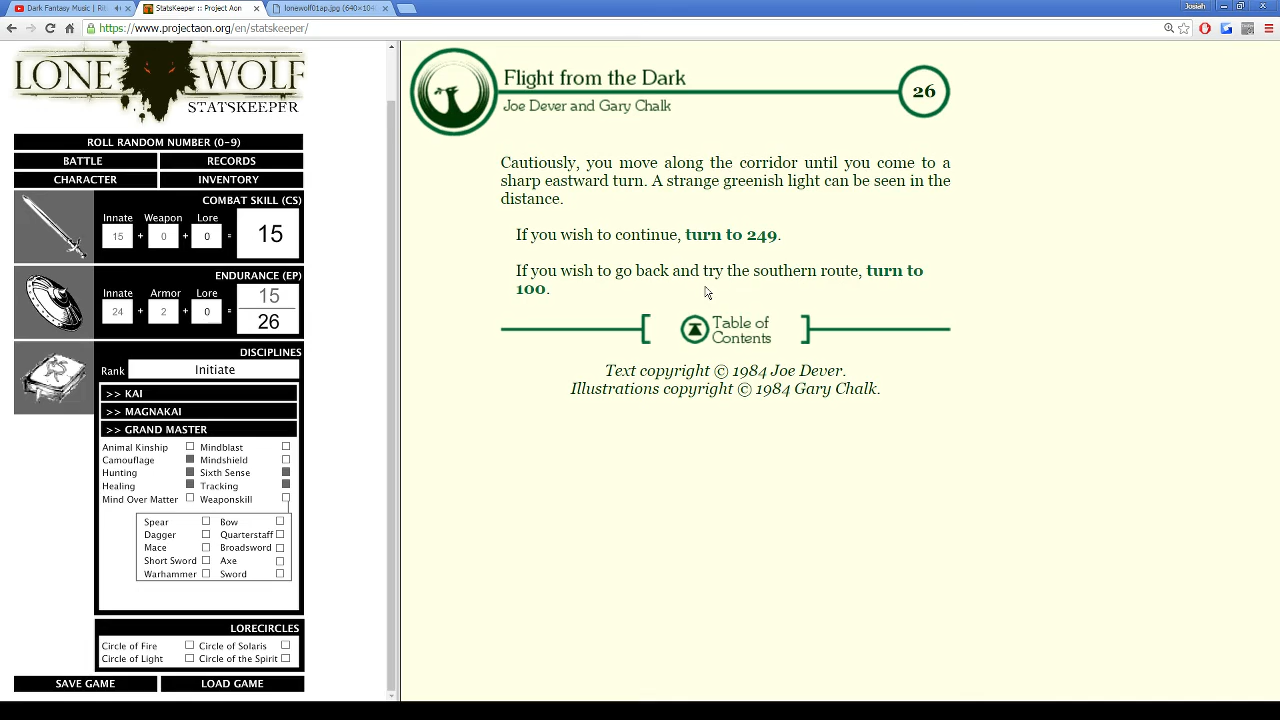 Dark Fantasy Music | Ri
StatsKeeper :: Project Aon
lonewolf01ap.jpg (640×10
Josiah
https://www.projectaon.org/en/statskeeper/
LONE WOLF
STATSKEEPER
ROLL RANDOM NUMBER (0-9)
BATTLE RECORDS
CHARACTER INVENTORY
COMBAT SKILL (CS)
Innate Weapon Lore
15 + 0 + 0 = 15
ENDURANCE (EP)
Innate Armor Lore 15
24 + 2 + 0 = 26
DISCIPLINES
Rank Initiate
>> KAI
>> MAGNAKAI
>> GRAND MASTER
Animal Kinship Mindblast
Camouflage Mindshield
Hunting Sixth Sense
Healing Tracking
Mind Over Matter Weaponskill
Spear Bow
Dagger Quarterstaff
Mace Broadsword
Short Sword Axe
Warhammer Sword
LORECIRCLES
Circle of Fire Circle of Solaris
Circle of Light Circle of the Spirit
SAVE GAME LOAD GAME
Flight from the Dark
Joe Dever and Gary Chalk
26
Cautiously, you move along the corridor until you come to a
sharp eastward turn. A strange greenish light can be seen in the
distance.
If you wish to continue, turn to 249.
If you wish to go back and try the southern route, turn to
100.
Table of
Contents
Text copyright © 1984 Joe Dever.
Illustrations copyright © 1984 Gary Chalk.